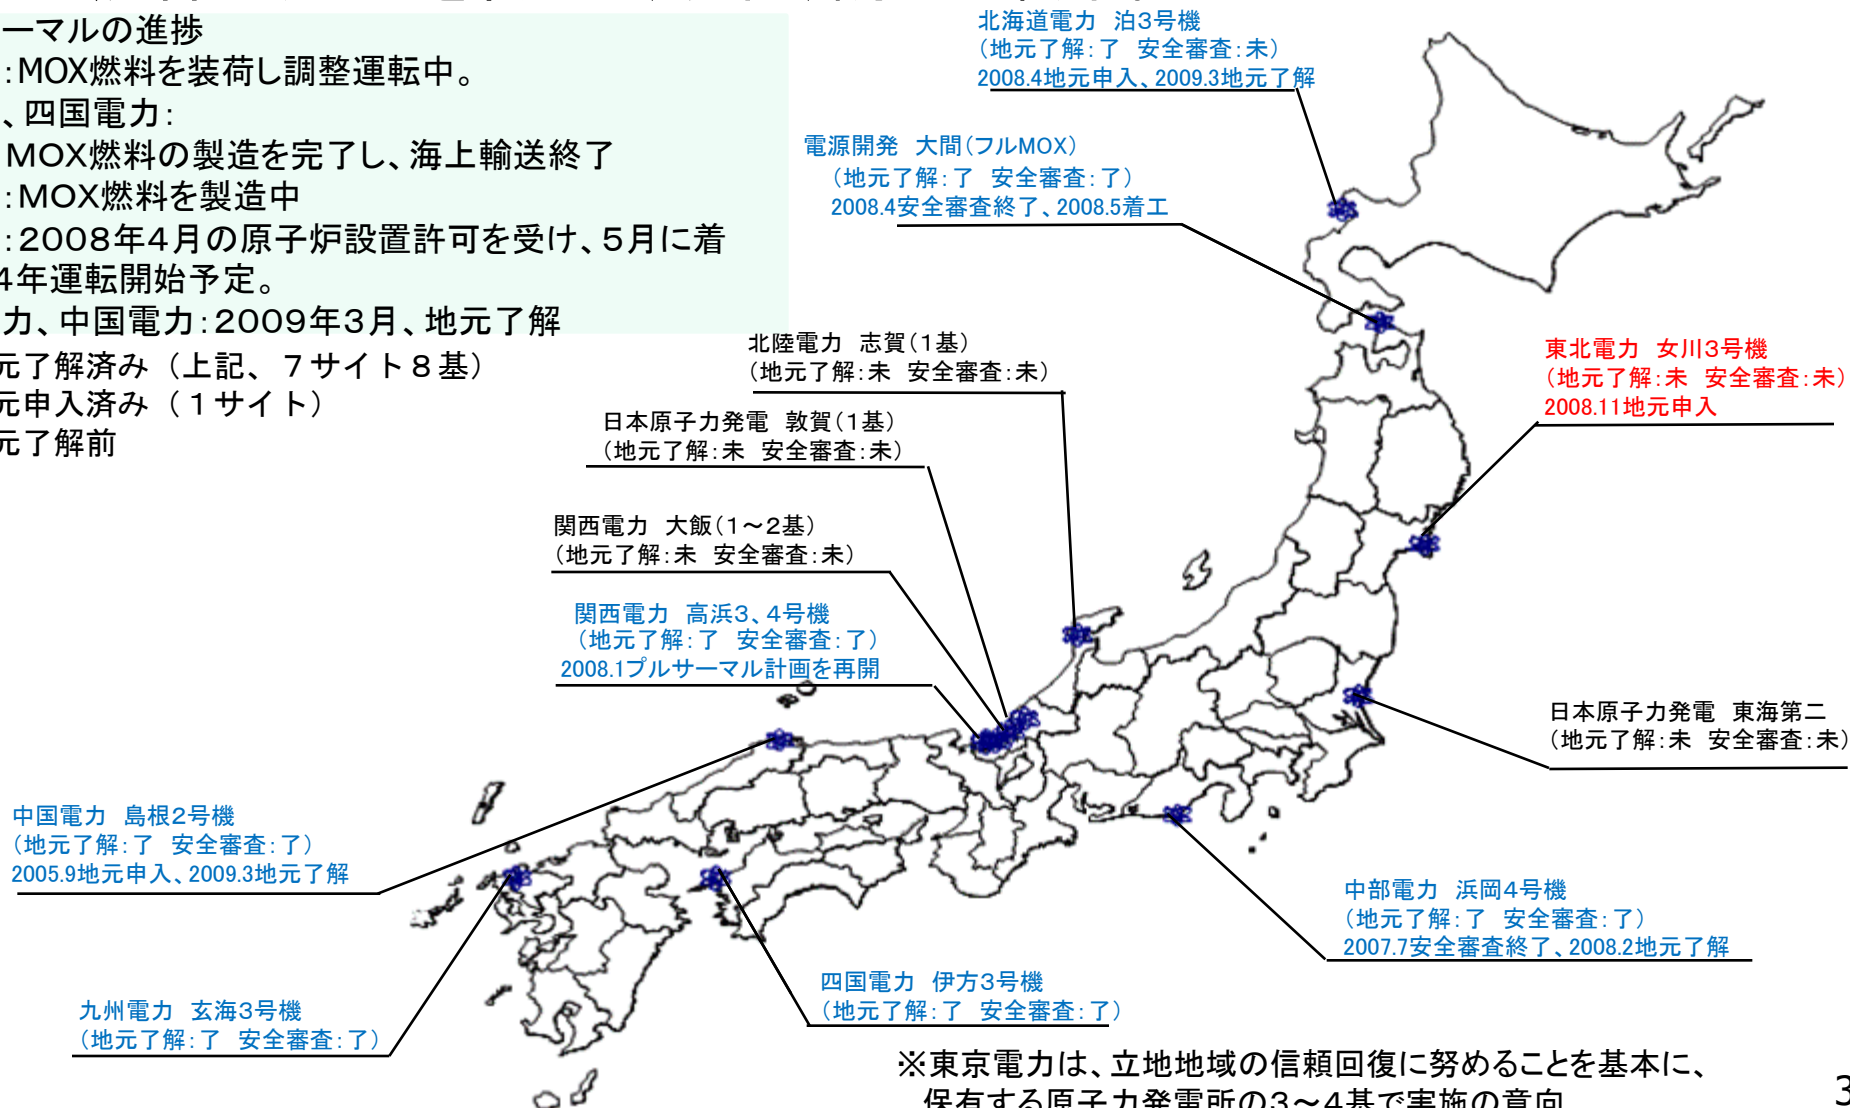 ーマルの進捗
：MOX燃料を装荷し調整運転中。
、四国電力：
ＭＯＸ燃料の製造を完了し、海上輸送終了
：ＭＯＸ燃料を製造中
：２００８年４月の原子炉設置許可を受け、５月に着
4年運転開始予定。
力、中国電力：２００９年３月、地元了解
元了解済み（上記、７サイト８基）
元申入済み（１サイト）
元了解前
北海道電力　泊３号機
（地元了解：了　安全審査：未）
2008.4地元申入、2009.3地元了解
電源開発　大間（フルMOX）
（地元了解：了　安全審査：了）
2008.4安全審査終了、2008.5着工
北陸電力　志賀（１基）
（地元了解：未　安全審査：未）
東北電力　女川３号機
（地元了解：未　安全審査：未）
2008.11地元申入
日本原子力発電　敦賀（１基）
（地元了解：未　安全審査：未）
関西電力　大飯（１～２基）
（地元了解：未　安全審査：未）
関西電力　高浜３、４号機
（地元了解：了　安全審査：了）
2008.1プルサーマル計画を再開
日本原子力発電　東海第二
（地元了解：未　安全審査：未）
中国電力　島根２号機
（地元了解：了　安全審査：了）
2005.9地元申入、2009.3地元了解
中部電力　浜岡４号機
（地元了解：了　安全審査：了）
2007.7安全審査終了、2008.2地元了解
四国電力　伊方３号機
（地元了解：了　安全審査：了）
九州電力　玄海３号機
（地元了解：了　安全審査：了）
※東京電力は、立地地域の信頼回復に努めることを基本に、
保有する原子力発電所の３～４基で実施の意向
3